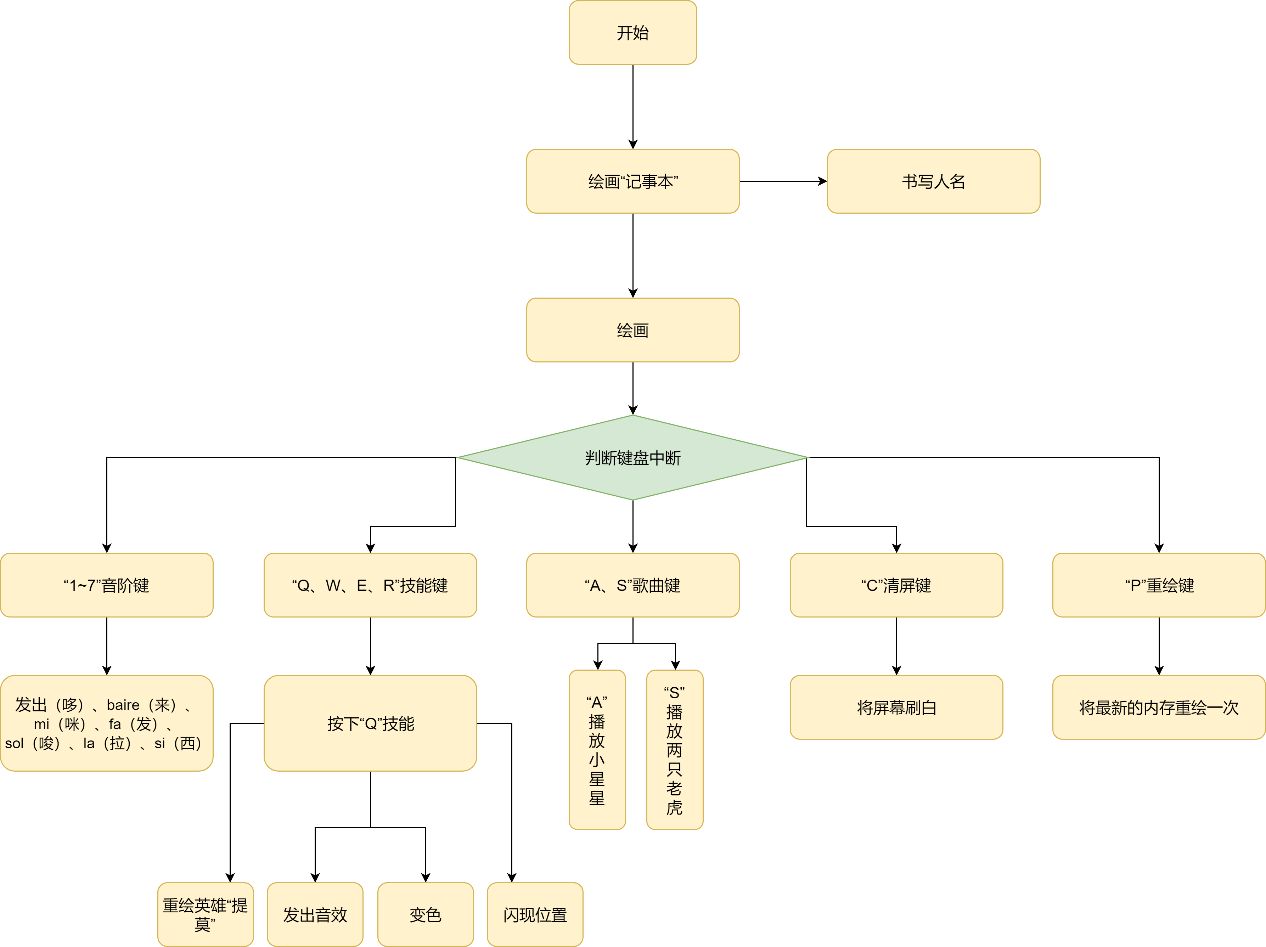 开始
绘画“记事本”
书写人名
绘画
判断键盘中断
“1~7”音阶键
“Q、W、E、R”技能键
“A、S”歌曲键
“C”清屏键
“P”重绘键
发出（哆）、baire（来）、
mi（咪）、fa（发）、
sol（唆）、la（拉）、si（西）
按下“Q”技能
“A”
播
放
小
星
星
“S”
播
放
两
只
老
虎
将屏幕刷白
将最新的内存重绘一次
重绘英雄“提
莫”
发出音效
变色
闪现位置